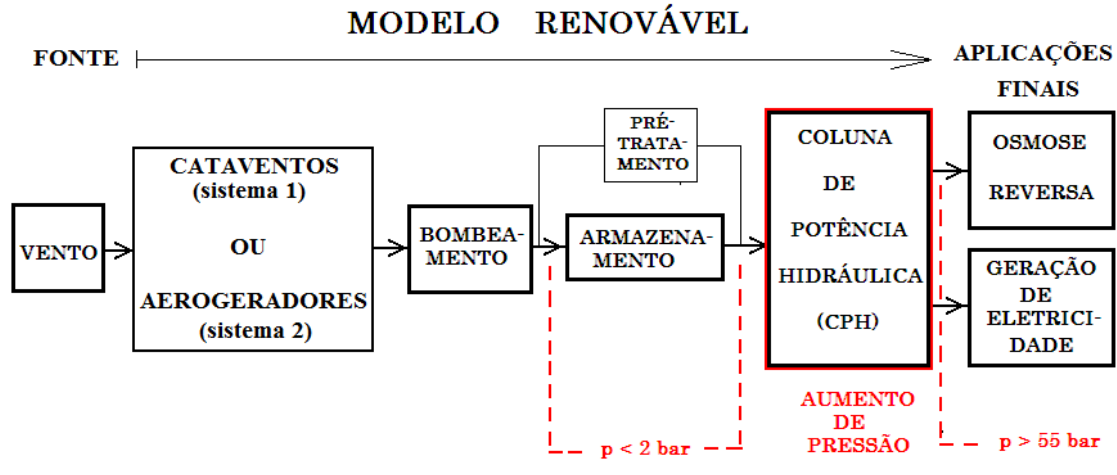 MODELO RENOVÁVEL
FONTE
APLICAÇÕES
FINAIS
VENTO
CATAVENTOS
(sistema 1)
OU
AEROGERADORES
(sistema 2)
BOMBEA-
MENTO
PRÉ-
TRATA-
MENTO
ARMAZENA-
MENTO
COLUNA
DE
POTÊNCIA
HIDRÁULICA
(CPH)
OSMOSE
REVERSA
GERAÇÃO
DE
ELETRICI-
DADE
p < 2 bar
AUMENTO
DE
PRESSÃO
p > 55 bar